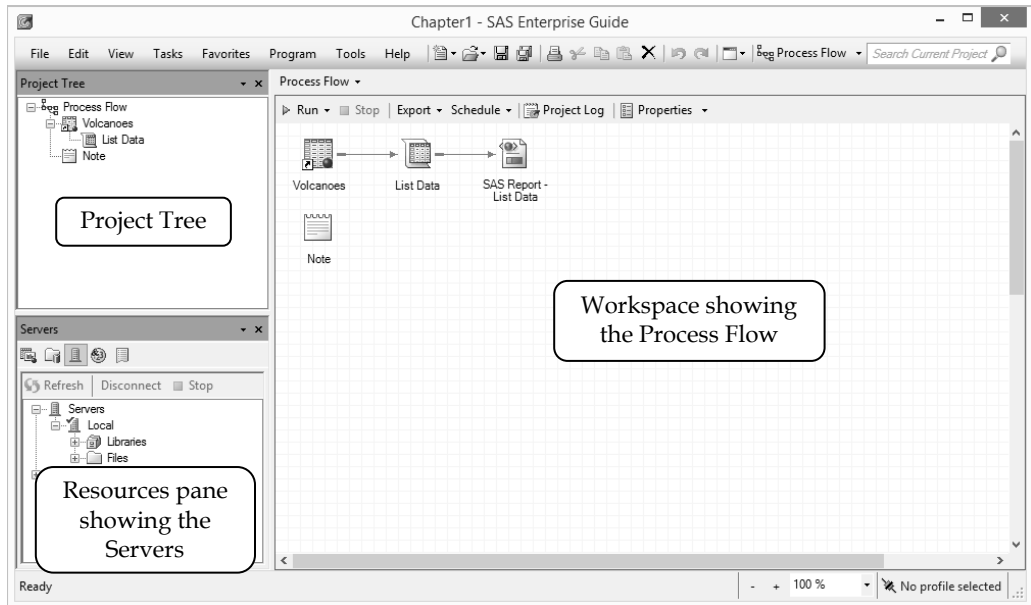 Chapter1 - SAS Enterprise Guide
File Edit View Tasks Favorites Program Tools Help Process Flow Search Current Project
Project Tree
Process Flow
Volcanoes
List Data
Note
Project Tree
Process Flow
Run Stop Export Schedule Project Log Properties
Volcanoes List Data SAS Report -
List Data
Note
Workspace showing
the Process Flow
Servers
Refresh Disconnect Stop
Servers
Local
Libraries
Files
Resources pane
showing the
Servers
Ready - + 100 % No profile selected